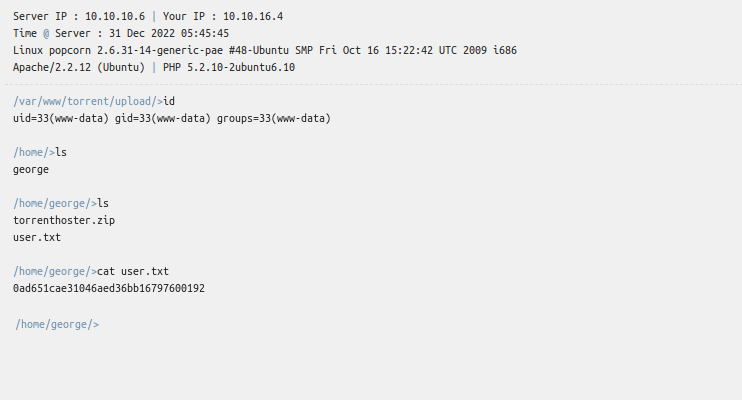 Server IP : 10.10.10.6 | Your IP : 10.10.16.4
Time @ Server : 31 Dec 2022 05:45:45
Linux popcorn 2.6.31-14-generic-pae #48-Ubuntu SMP Fri Oct 16 15:22:42 UTC 2009 i686
Apache/2.2.12 (Ubuntu) | PHP 5.2.10-2ubuntu6.10
/var/www/torrent/upload/>id
uid=33(www-data) gid=33(www-data) groups=33(www-data)
/home/>ls
george
/home/george/>ls
torrenthoster.zip
user.txt
/home/george/>cat user.txt
0ad651cae31046aed36bb16797600192
/home/george/>